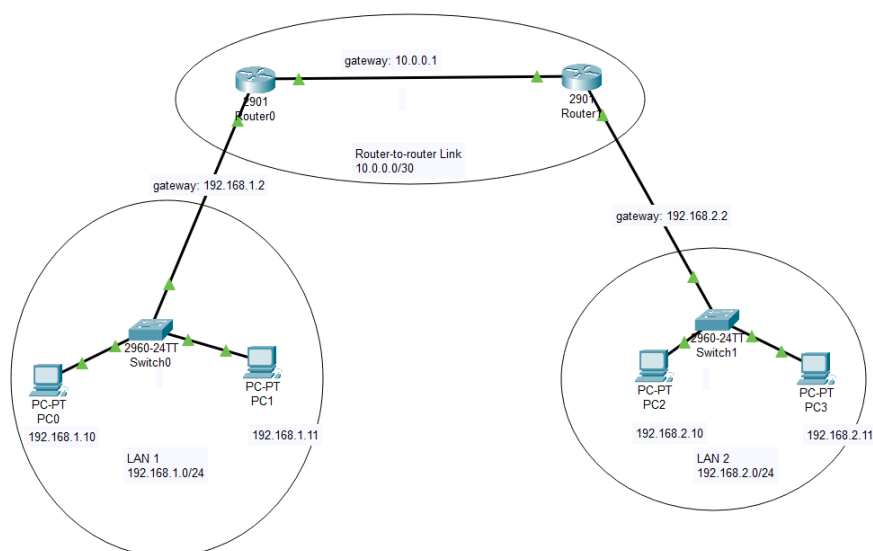 gateway: 10.0.0.1
2901
Router0
2901
Router1
Router-to-router Link
10.0.0.0/30
gateway: 192.168.1.2
gateway: 192.168.2.2
2960-24TT
Switch0
PC-PT
PC0
PC-PT
PC1
192.168.1.10
192.168.1.11
LAN 1
192.168.1.0/24
2960-24TT
Switch1
PC-PT
PC2
PC-PT
PC3
192.168.2.10
192.168.2.11
LAN 2
192.168.2.0/24